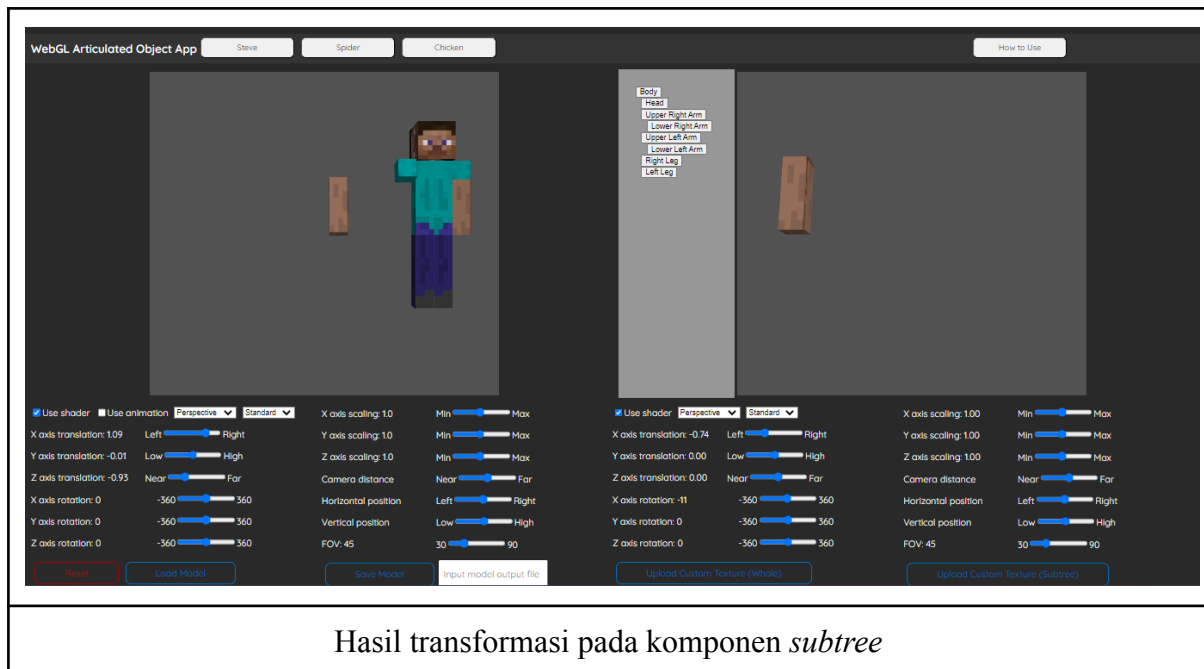 WebGL Articulated Object App Steve Spider Chicken How to Use
Body
Head
Upper Right Arm
Lower Right Arm
Upper Left Arm
Lower Left Arm
Right Leg
Left Leg
Use shader Use animation Perspective Standard X axis scaling: 1.0 Min Max
X axis translation: 1.09 Left Right Y axis scaling: 1.0 Min Max
Y axis translation: -0.01 Low High Z axis scaling: 1.0 Min Max
Z axis translation: -0.93 Near Far Camera distance Near Far
X axis rotation: 0 -360 360 Horizontal position Left Right
Y axis rotation: 0 -360 360 Vertical position Low High
Z axis rotation: 0 -360 360 FOV: 45 30 90
Reset Load Model Save Model Input model output file
Use shader Perspective Standard X axis scaling: 1.00 Min Max
X axis translation: -0.74 Left Right Y axis scaling: 1.00 Min Max
Y axis translation: 0.00 Low High Z axis scaling: 1.00 Min Max
Z axis translation: 0.00 Near Far Camera distance Near Far
X axis rotation: -11 -360 360 Horizontal position Left Right
Y axis rotation: 0 -360 360 Vertical position Low High
Z axis rotation: 0 -360 360 FOV: 45 30 90
Upload Custom Texture (Whole) Upload Custom Texture (Subtree)
Hasil transformasi pada komponen subtree